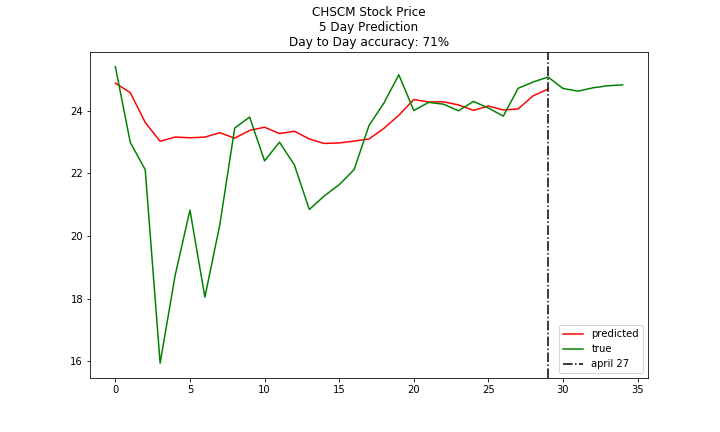 CHSCM Stock Price
5 Day Prediction
Day to Day accuracy: 71%
24
22
20
18
16
0 5 10 15 20 25 30 35
predicted
true
april 27